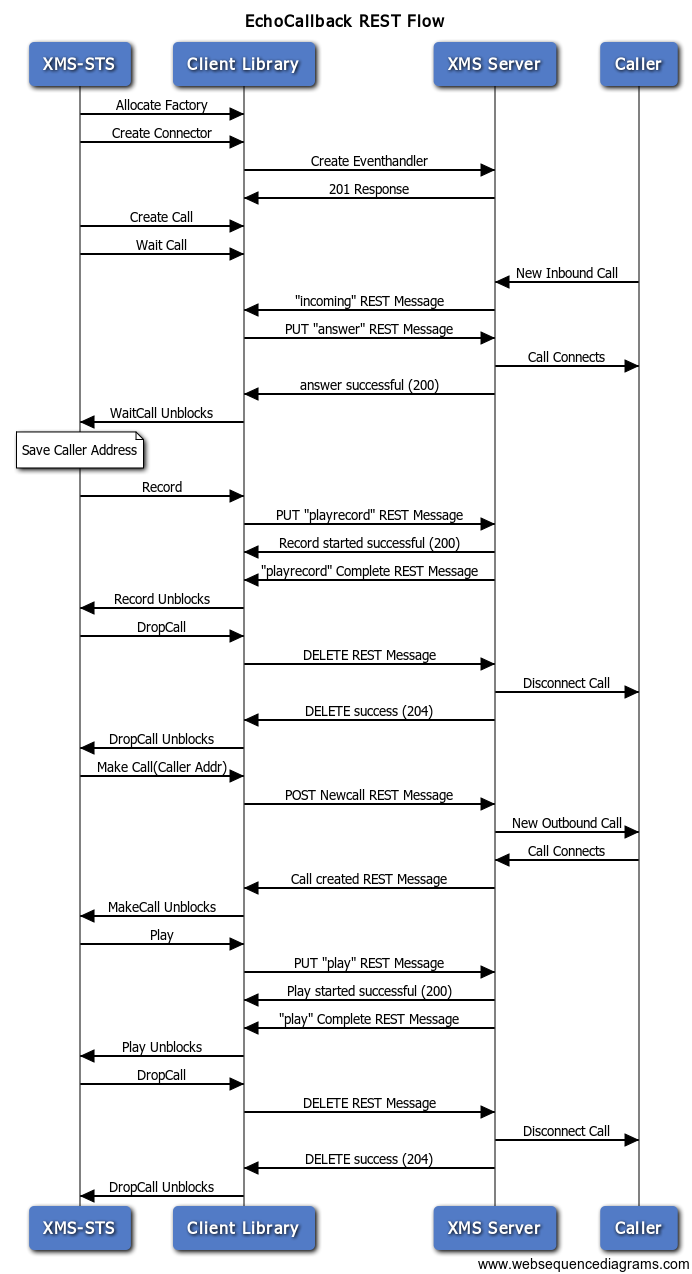 EchoCallback REST Flow
XMS-STS
Client Library
XMS Server
Caller
Allocate Factory
Create Connector
Create Eventhandler
201 Response
Create Call
Wait Call
New Inbound Call
"incoming" REST Message
PUT "answer" REST Message
Call Connects
answer successful (200)
WaitCall Unblocks
Save Caller Address
Record
PUT "playrecord" REST Message
Record started successful (200)
"playrecord" Complete REST Message
Record Unblocks
DropCall
DELETE REST Message
Disconnect Call
DELETE success (204)
DropCall Unblocks
Make Call(Caller Addr)
POST Newcall REST Message
New Outbound Call
Call Connects
Call created REST Message
MakeCall Unblocks
Play
PUT "play" REST Message
Play started successful (200)
"play" Complete REST Message
Play Unblocks
DropCall
DELETE REST Message
Disconnect Call
DELETE success (204)
DropCall Unblocks
XMS-STS
Client Library
XMS Server
Caller
www.websequencediagrams.com